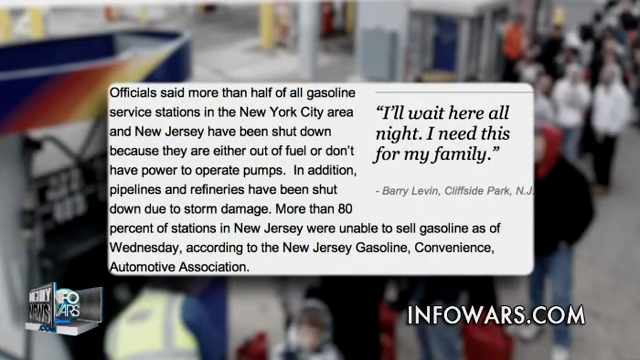 Officials said more than half of all gasoline
service stations in the New York City area
and New Jersey have been shut down
because they are either out of fuel or don't
have power to operate pumps.  In addition,
pipelines and refineries have been shut
down due to storm damage. More than 80
percent of stations in New Jersey were unable to sell gasoline as of
Wednesday, according to the New Jersey Gasoline, Convenience,
Automotive Association.
“I’ll wait here all
night. I need this
for my family.”
- Barry Levin, Cliffside Park, N.J.
NIGHTLY
NEWS
.COM
INFO
WARS
INFOWARS.COM